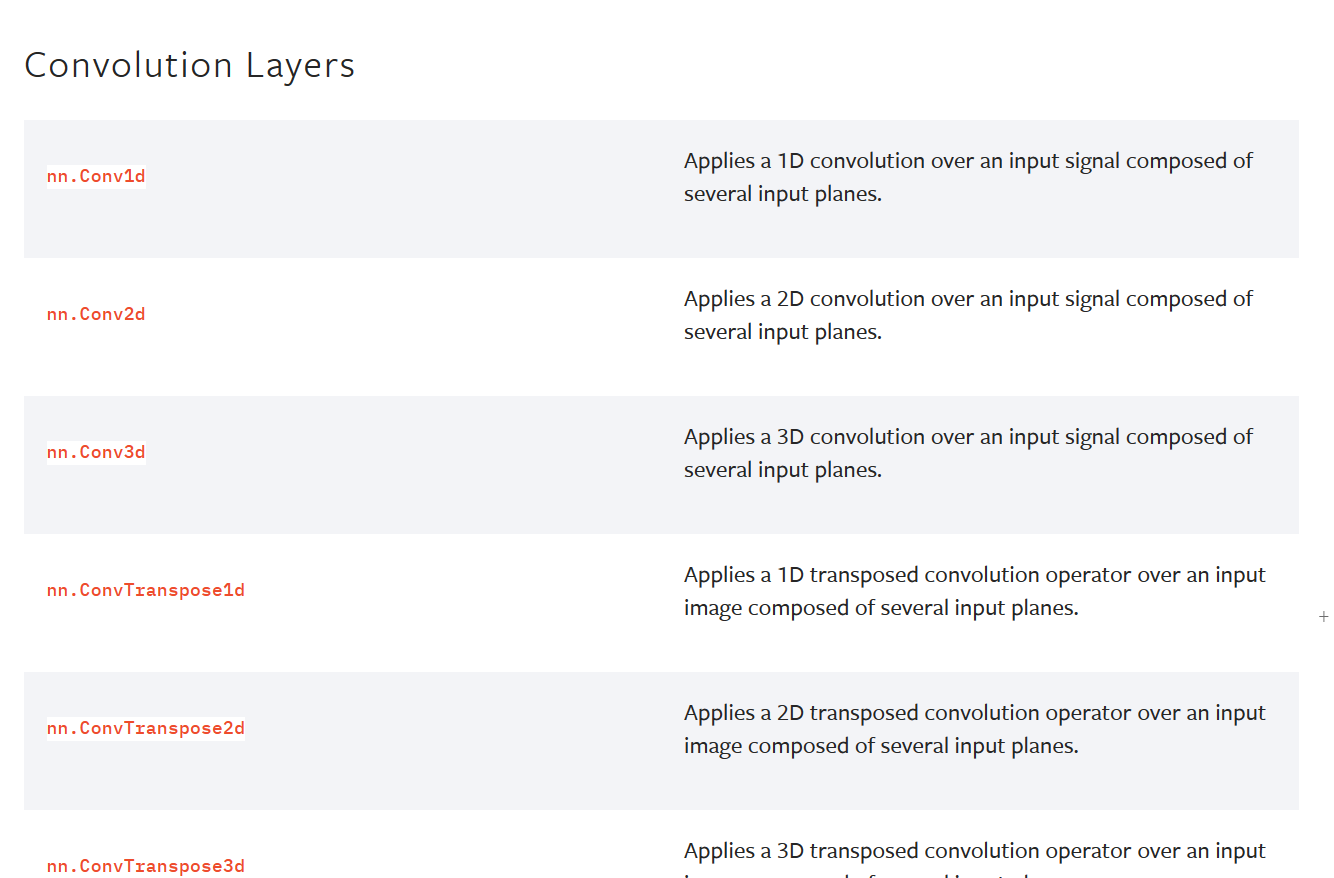 Convolution Layers
nn.Conv1d
Applies a 1D convolution over an input signal composed of
several input planes.
nn.Conv2d
Applies a 2D convolution over an input signal composed of
several input planes.
nn.Conv3d
Applies a 3D convolution over an input signal composed of
several input planes.
nn.ConvTranspose1d
Applies a 1D transposed convolution operator over an input
image composed of several input planes.
+
nn.ConvTranspose2d
Applies a 2D transposed convolution operator over an input
image composed of several input planes.
nn.ConvTranspose3d
Applies a 3D transposed convolution operator over an input